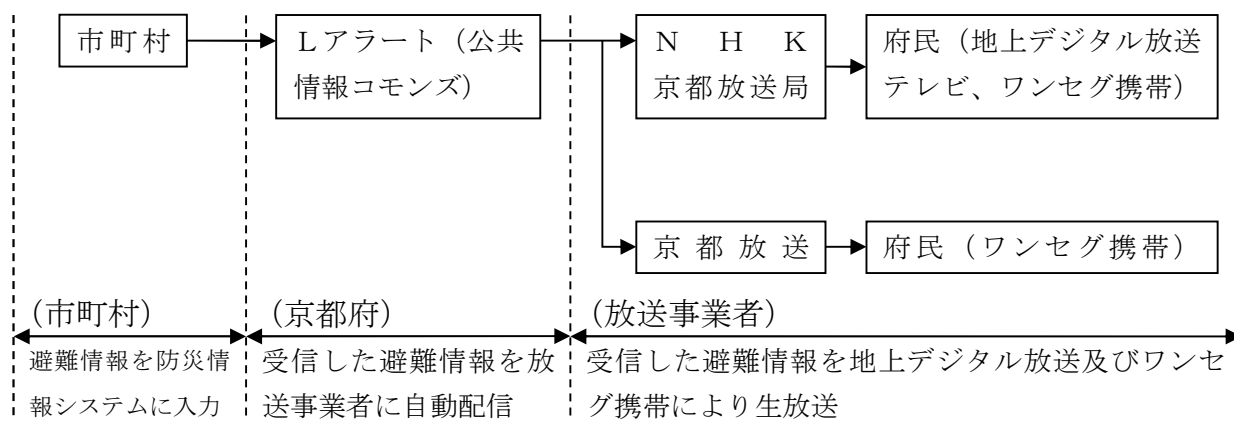 市町村
Ｌアラート（公共
情報コモンズ）
Ｎ Ｈ Ｋ
京都放送局
府民（地上デジタル放送
テレビ、ワンセグ携帯）
京都放送
府民（ワンセグ携帯）
（市町村）
避難情報を防災情
報システムに入力
（京都府）
受信した避難情報を放
送事業者に自動配信
（放送事業者）
受信した避難情報を地上デジタル放送及びワンセ
グ携帯により生放送